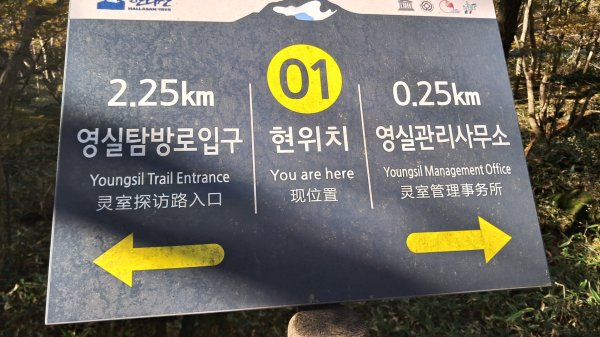 HALLASAN
2.25km
영실탐방로입구
Youngsil Trail Entrance
灵室探访路入口
01
현위치
You are here
现位置
0.25km
영실관리사무소
Youngsil Management Office
灵室管理事务所